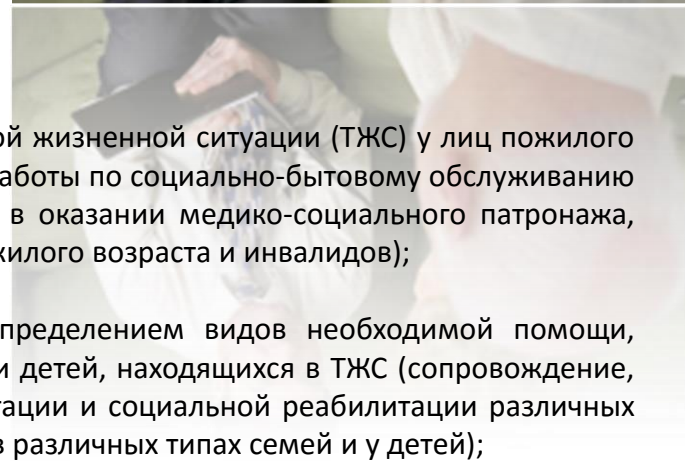 ой жизненной ситуации (ТЖС) у лиц пожилого
аботы по социально-бытовому обслуживанию
в оказании медико-социального патронажа,
жилого возраста и инвалидов);
пределением видов необходимой помощи,
и детей, находящихся в ТЖС (сопровождение,
тации и социальной реабилитации различных
в различных типах семей и у детей);